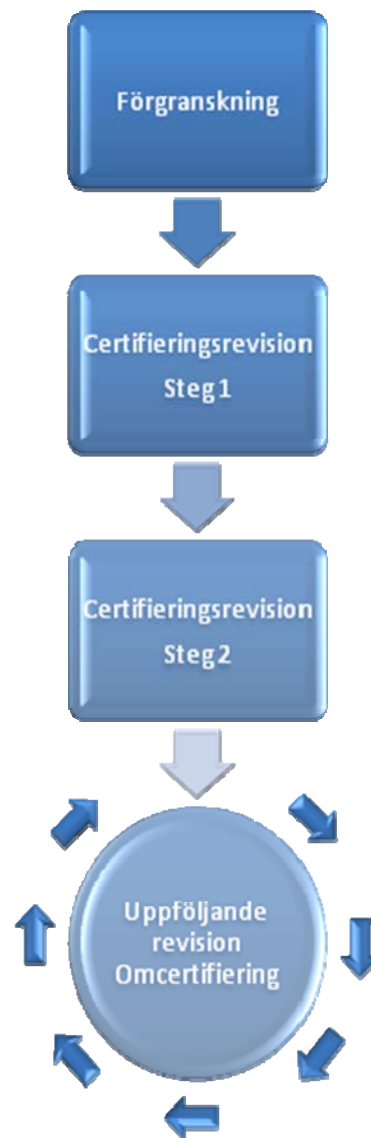 Förgranskning
Certifieringsrevision
Steg 1
Certifieringsrevision
Steg 2
Uppföljande
revision
Omcertifiering